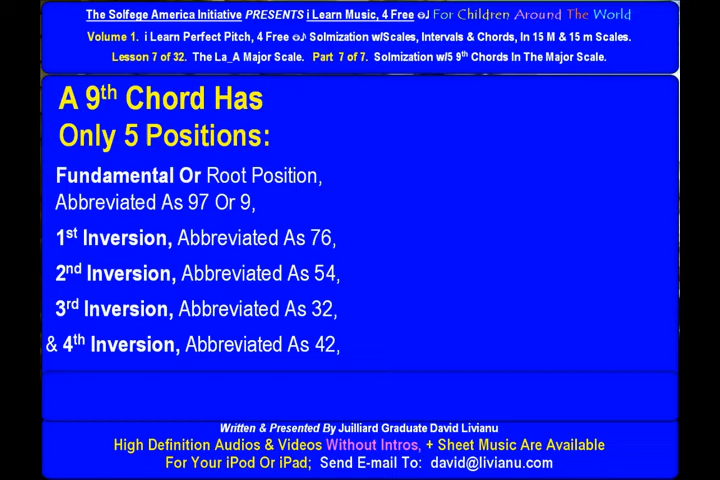 The Solfege America Initiative PRESENTS i Learn Music, 4 Free For Children Around The World
Volume 1. i Learn Perfect Pitch, 4 Free Solmization w/Scales, Intervals & Chords, In 15 M & 15 m Scales.
Lesson 7 of 32. The La_A Major Scale. Part 7 of 7. Solmization w/5 9th Chords In The Major Scale.
A 9th Chord Has
Only 5 Positions:
Fundamental Or Root Position,
Abbreviated As 97 Or 9,
1st Inversion, Abbreviated As 76,
2nd Inversion, Abbreviated As 54,
3rd Inversion, Abbreviated As 32,
& 4th Inversion, Abbreviated As 42,
Written & Presented By Juilliard Graduate David Livianu
High Definition Audios & Videos Without Intros, + Sheet Music Are Available
For Your iPod Or iPad; Send E-mail To: david@livianu.com